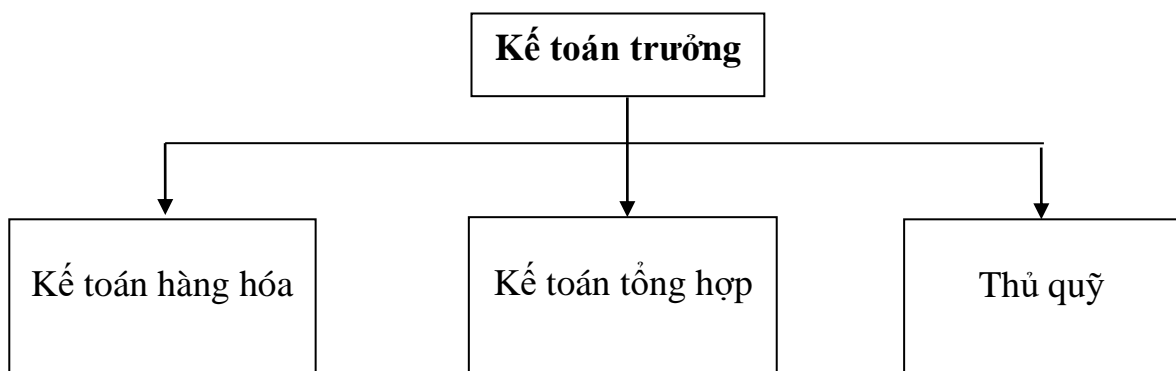 Kế toán trưởng
Kế toán hàng hóa
Kế toán tổng hợp
Thủ quỹ